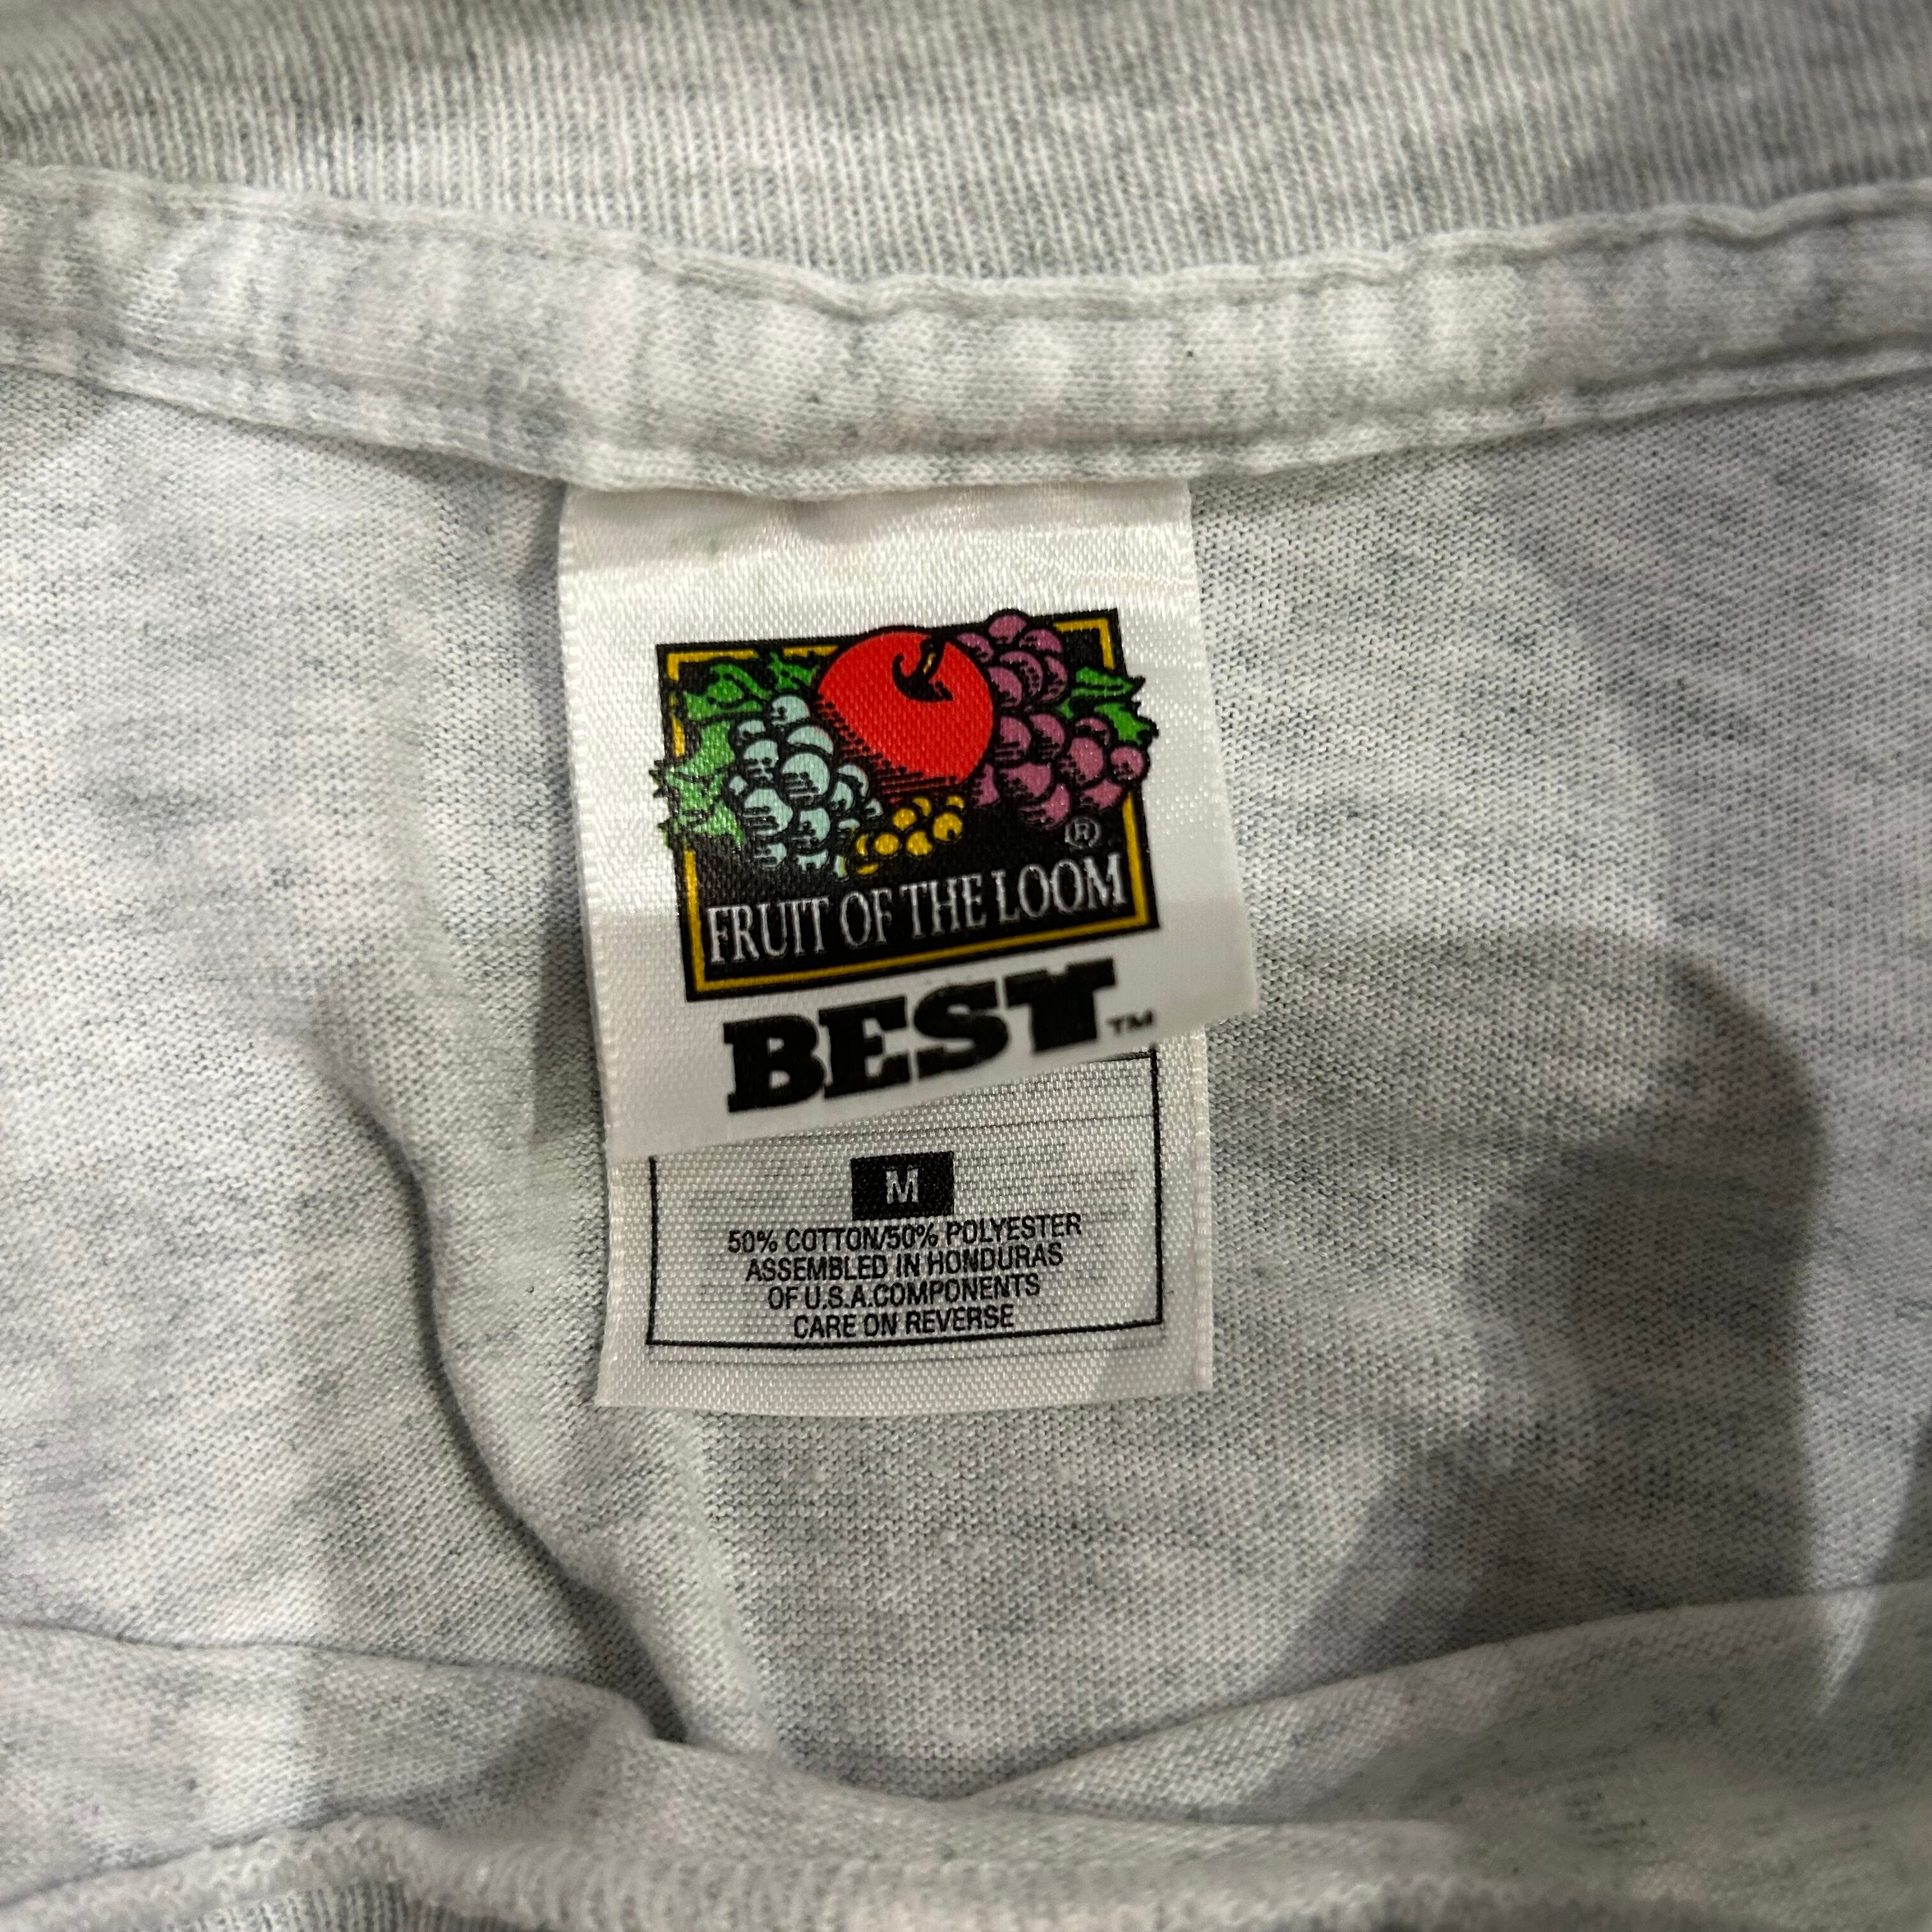 ®
FRUIT OF THE LOOM
BEST™
M
50% COTTON/50% POLYESTER
ASSEMBLED IN HONDURAS
OF U.S.A.COMPONENTS
CARE ON REVERSE